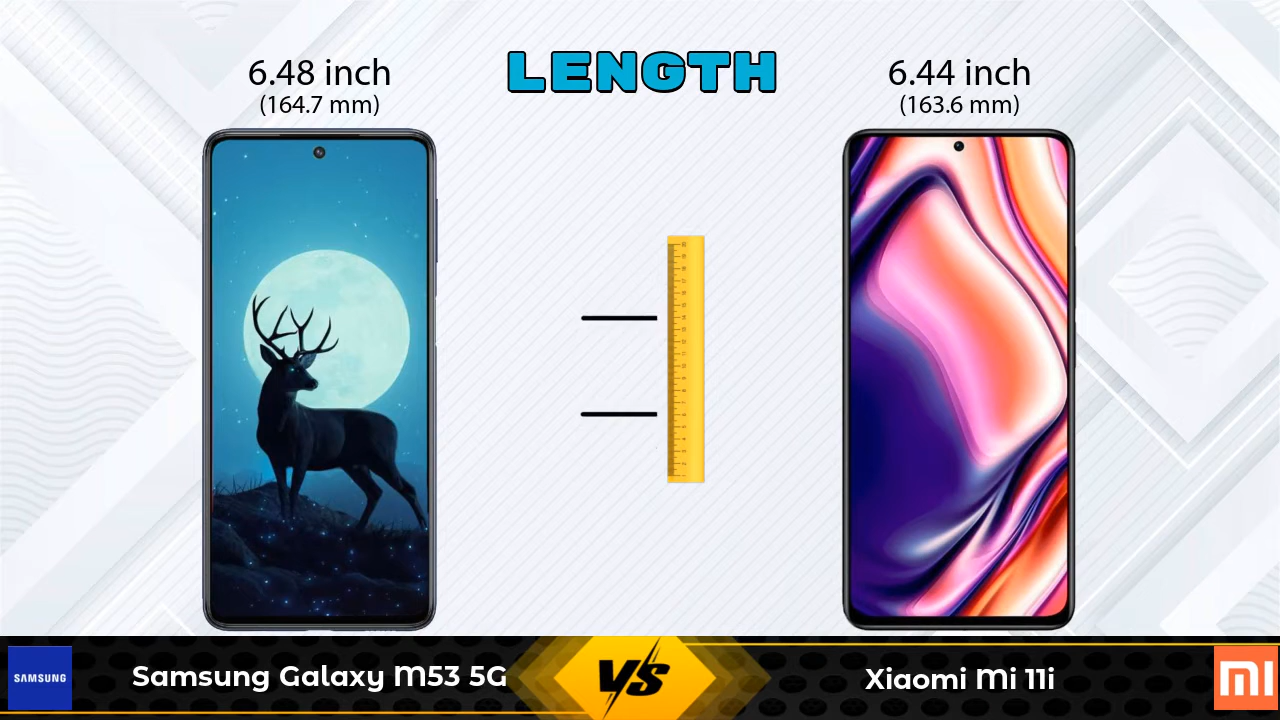 LENGTH
6.48 inch
(164.7 mm)
6.44 inch
(163.6 mm)
SAMSUNG
Samsung Galaxy M53 5G
VS
Xiaomi Mi 11i
mi